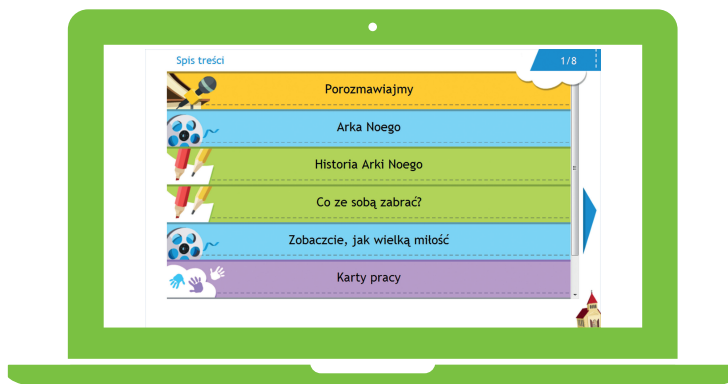 Spis treści
1/8
Porozmawiajmy
Arka Noego
Historia Arki Noego
Co ze sobą zabrać?
Zobaczcie, jak wielką miłość
Karty pracy